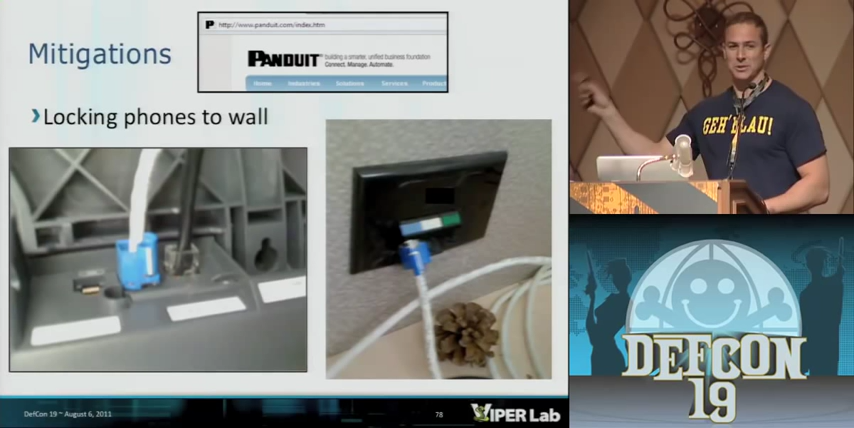 Mitigations
http://www.panduit.com/index.htm
PANDUIT
building a smarter, unified business foundation
Connect. Manage. Automate.
Home Industries Solutions Services Product
Locking phones to wall
DefCon 19 ~ August 6, 2011
78
VIPER Lab
GEH'BLAU!
DEFCON
19